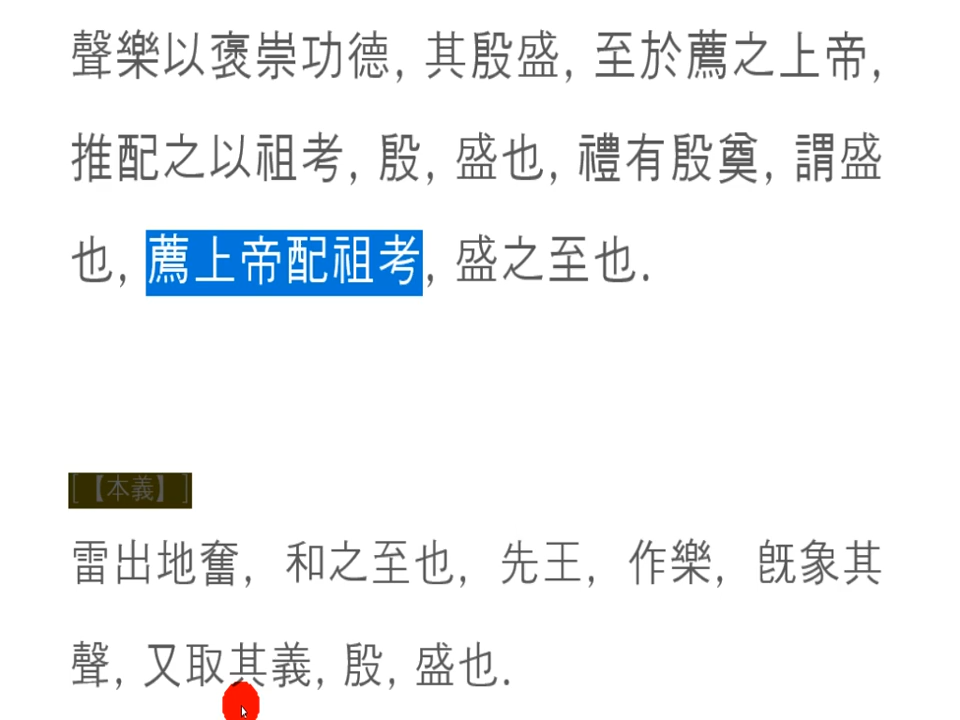 聲樂以褒崇功德, 其殷盛, 至於薦之上帝,
推配之以祖考, 殷, 盛也, 禮有殷奠, 謂盛
也, 薦上帝配祖考, 盛之至也.
[【本義】]
雷出地奮, 和之至也, 先王, 作樂, 旣象其
聲, 又取其義, 殷, 盛也.